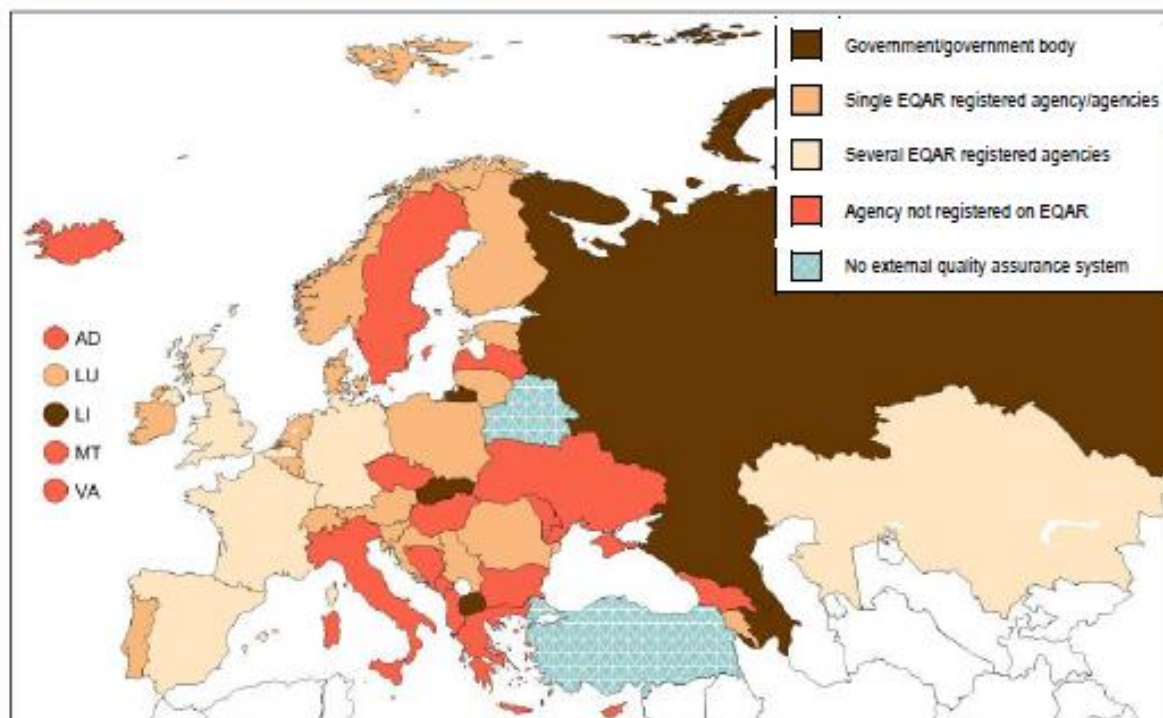 Government/government body
Single EQAR registered agency/agencies
Several EQAR registered agencies
Agency not registered on EQAR
No external quality assurance system
AD
LU
LI
MT
VA